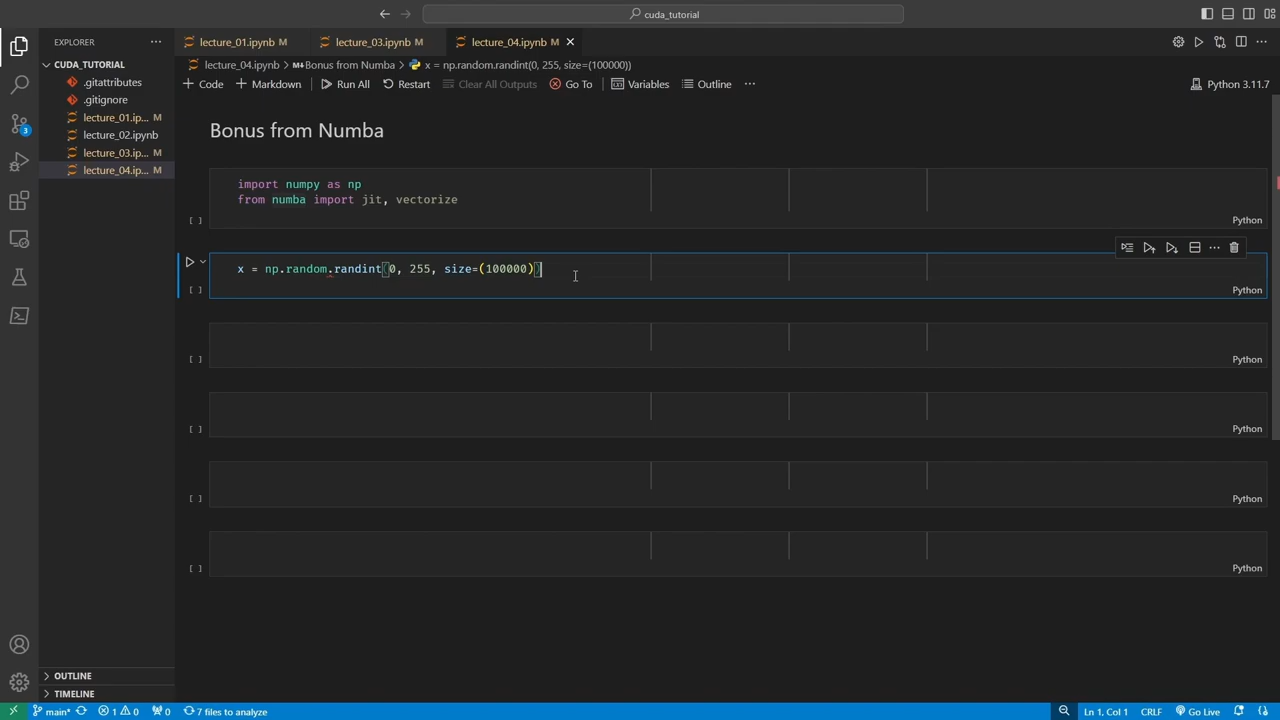 cuda_tutorial
EXPLORER
lecture_01.ipynb M
lecture_03.ipynb M
lecture_04.ipynb M
CUDA_TUTORIAL
lecture_04.ipynb > M↓Bonus from Numba > x = np.random.randint(0, 255, size=(100000))
.gitattributes
+ Code + Markdown Run All Restart Clear All Outputs Go To Variables Outline ... Python 3.11.7
.gitignore
lecture_01.ip... M
lecture_02.ipynb
lecture_03.ip... M
lecture_04.ip... M
Bonus from Numba
import numpy as np
from numba import jit, vectorize
[ ] Python
x = np.random.randint(0, 255, size=(100000))
[ ] Python
[ ] Python
[ ] Python
[ ] Python
[ ] Python
OUTLINE
TIMELINE
3
main* 1 0 0 7 files to analyze Ln 1, Col 1 CRLF Go Live